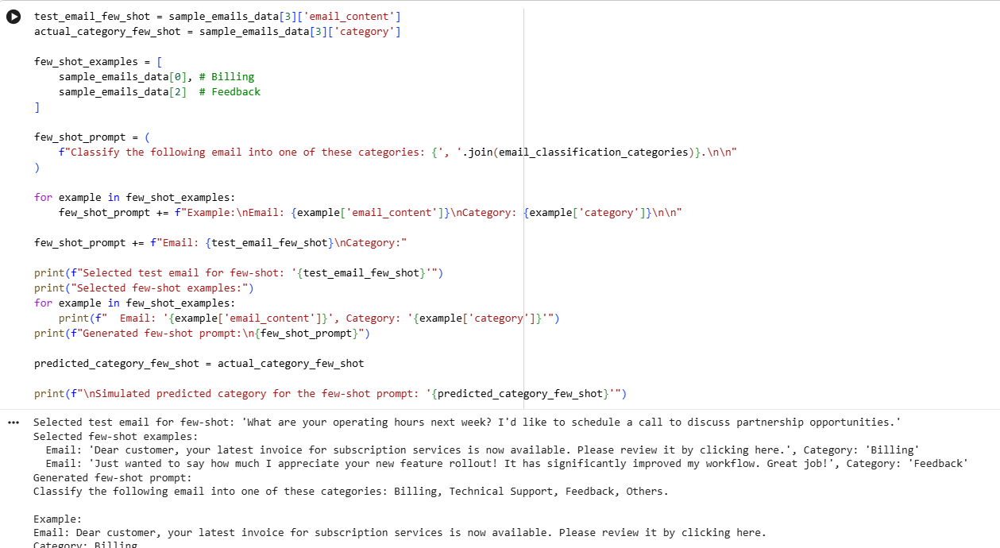 test_email_few_shot = sample_emails_data[3]['email_content']
actual_category_few_shot = sample_emails_data[3]['category']

few_shot_examples = [
    sample_emails_data[0], # Billing
    sample_emails_data[2]  # Feedback
]

few_shot_prompt = (
    f"Classify the following email into one of these categories: {', '.join(email_classification_categories)}.\n\n"
)

for example in few_shot_examples:
    few_shot_prompt += f"Example:\nEmail: {example['email_content']}\nCategory: {example['category']}\n\n"

few_shot_prompt += f"Email: {test_email_few_shot}\nCategory:"

print(f"Selected test email for few-shot: '{test_email_few_shot}'")
print("Selected few-shot examples:")
for example in few_shot_examples:
    print(f"  Email: '{example['email_content']}', Category: '{example['category']}'")
print(f"Generated few-shot prompt:\n{few_shot_prompt}")

predicted_category_few_shot = actual_category_few_shot

print(f"\nSimulated predicted category for the few-shot prompt: '{predicted_category_few_shot}'")
Selected test email for few-shot: 'What are your operating hours next week? I'd like to schedule a call to discuss partnership opportunities.'
Selected few-shot examples:
  Email: 'Dear customer, your latest invoice for subscription services is now available. Please review it by clicking here.', Category: 'Billing'
  Email: 'Just wanted to say how much I appreciate your new feature rollout! It has significantly improved my workflow. Great job!', Category: 'Feedback'
Generated few-shot prompt:
Classify the following email into one of these categories: Billing, Technical Support, Feedback, Others.

Example:
Email: Dear customer, your latest invoice for subscription services is now available. Please review it by clicking here.
Category: Billing